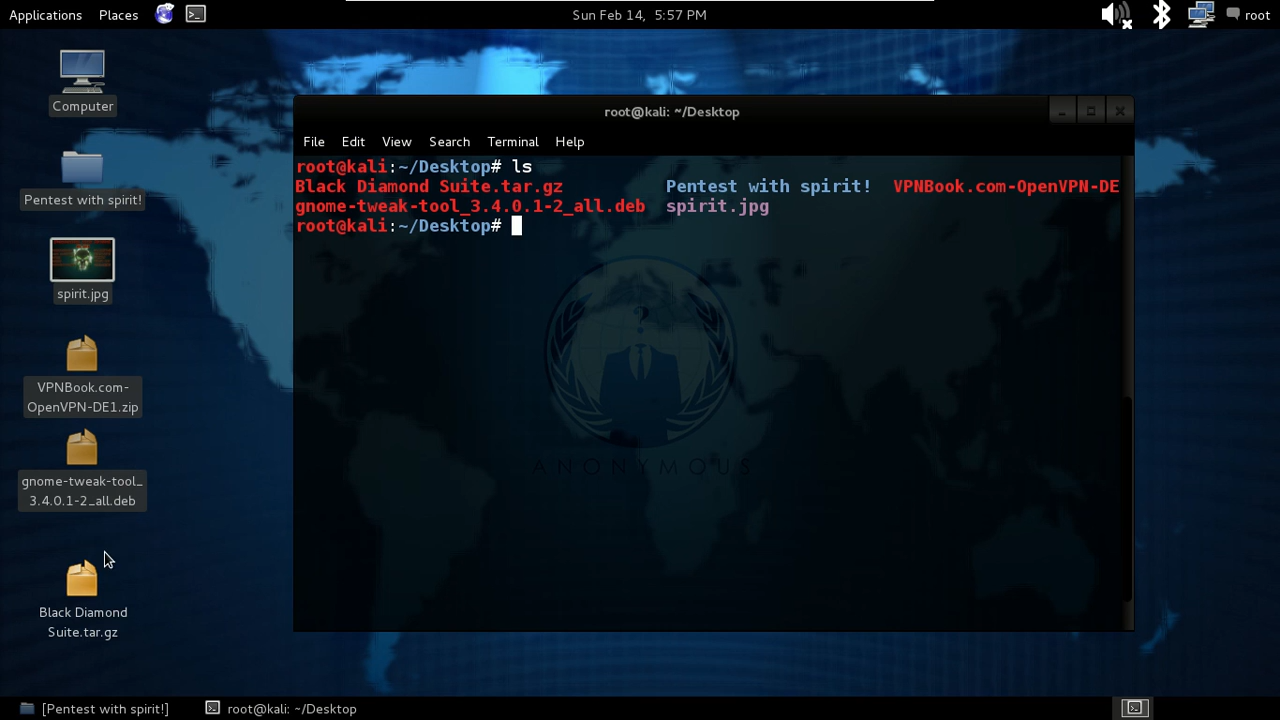 Applications Places Sun Feb 14, 5:57 PM root
Computer
Pentest with spirit!
spirit.jpg
VPNBook.com-
OpenVPN-DE1.zip
gnome-tweak-tool_
3.4.0.1-2_all.deb
Black Diamond
Suite.tar.gz
root@kali: ~/Desktop
File Edit View Search Terminal Help
root@kali:~/Desktop# ls
Black Diamond Suite.tar.gz Pentest with spirit! VPNBook.com-OpenVPN-DE
gnome-tweak-tool_3.4.0.1-2_all.deb spirit.jpg
root@kali:~/Desktop#
?
ANONYMOUS
[Pentest with spirit!] root@kali: ~/Desktop